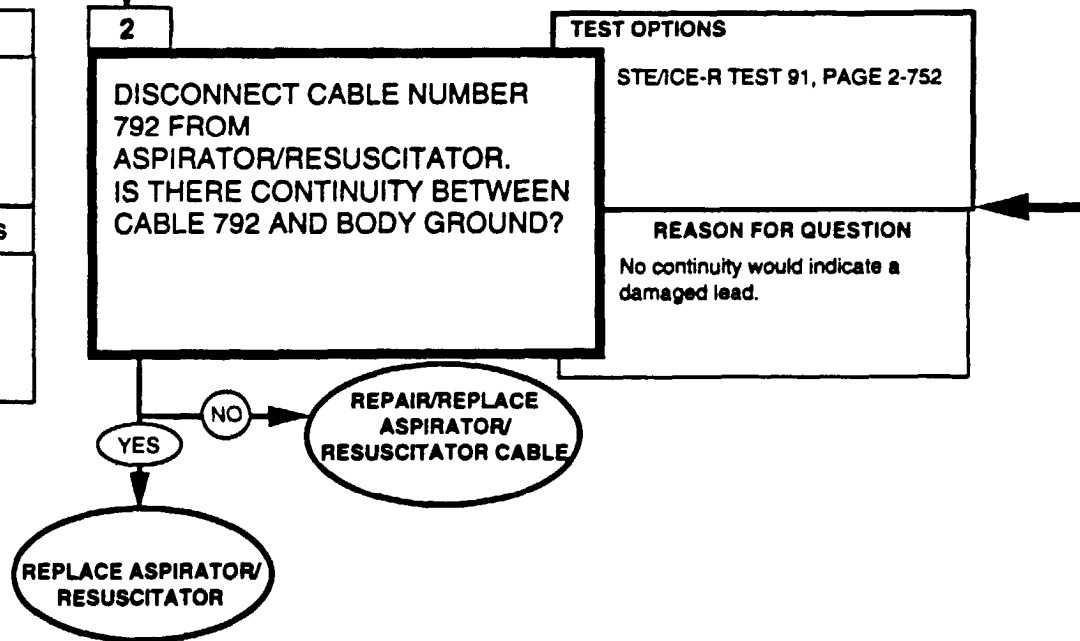 2
DISCONNECT CABLE NUMBER
792 FROM
ASPIRATOR/RESUSCITATOR.
IS THERE CONTINUITY BETWEEN
CABLE 792 AND BODY GROUND?
TEST OPTIONS
STE/ICE-R TEST 91, PAGE 2-752
REASON FOR QUESTION
No continuity would indicate a
damaged lead.
S
NO
YES
REPAIR/REPLACE
ASPIRATOR/
RESUSCITATOR CABLE
REPLACE ASPIRATOR/
RESUSCITATOR